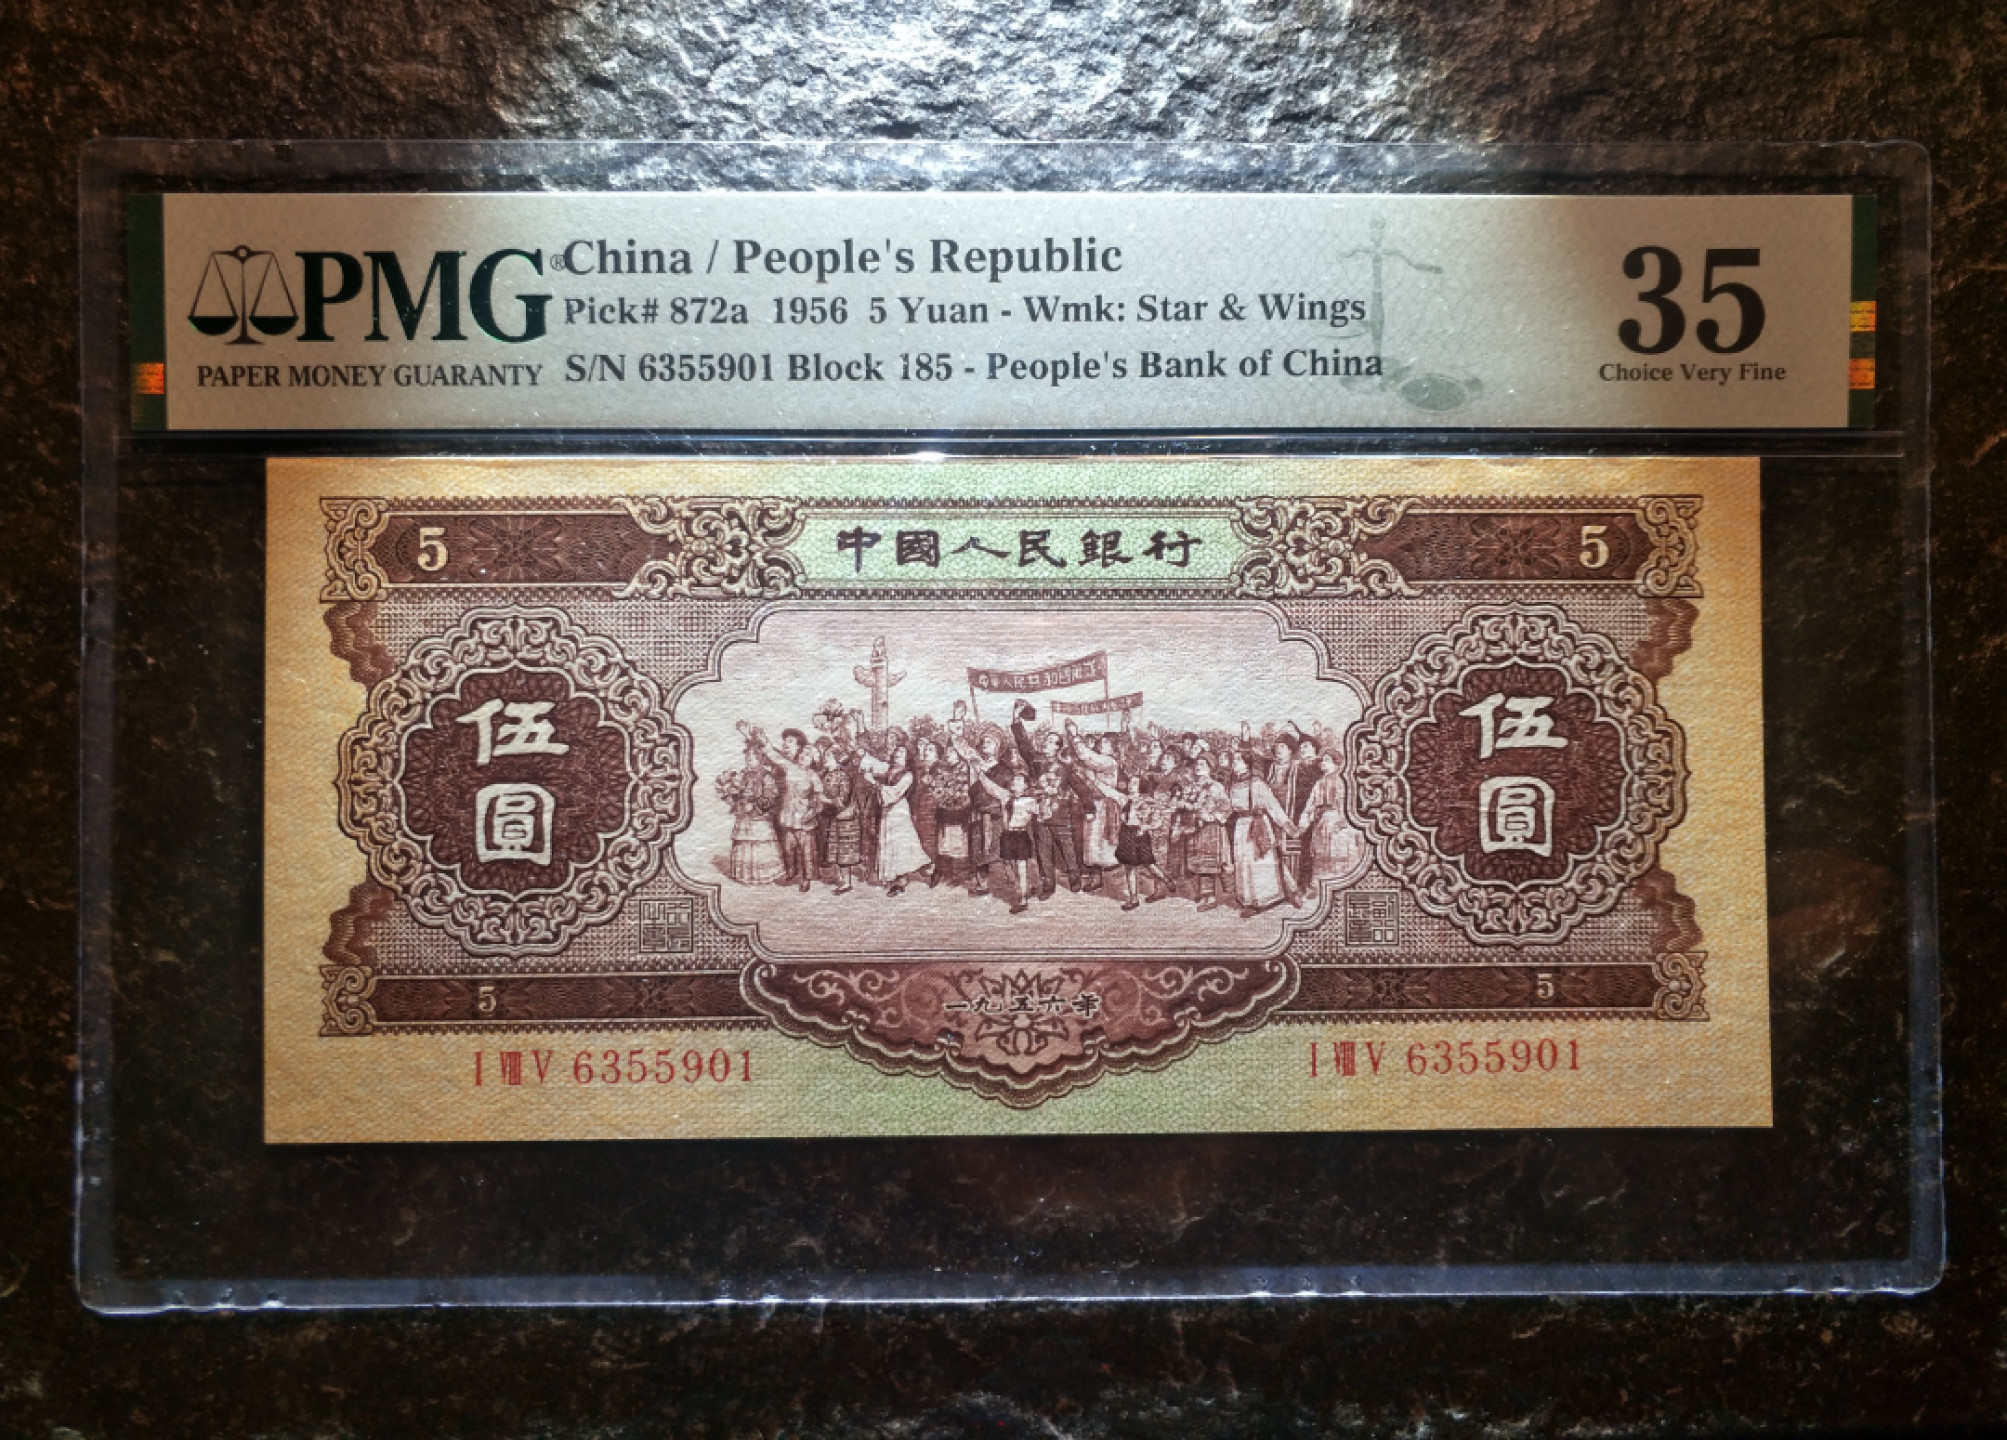 PMG®
PAPER MONEY GUARANTY
China / People's Republic
Pick# 872a 1956 5 Yuan - Wmk: Star & Wings
S/N 6355901 Block 185 - People's Bank of China
35
Choice Very Fine
5
中國人民銀行
5
伍圓
伍圓
5
一九五六年
5
I VIII V 6355901
I VIII V 6355901